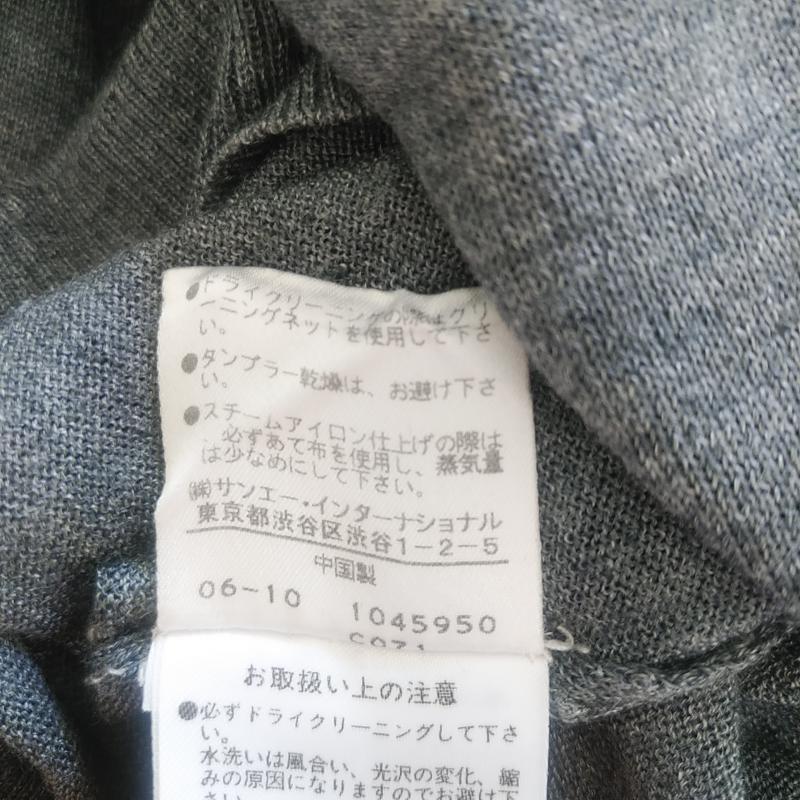 ●ドライクリーニングの際はクリ
ーニングネットを使用して下さ
い。
●タンブラー乾燥は、お避け下さ
い。
●スチームアイロン仕上げの際は
必ずあて布を使用し、蒸気量
は少なめにして下さい。
㈱サンエー・インターナショナル
東京都渋谷区渋谷1-2-5
中国製
06-10 1045950
お取扱い上の注意
●必ずドライクリーニングして下さ
い。
水洗いは風合い、光沢の変化、縮
みの原因になりますのでお避け下
さい。